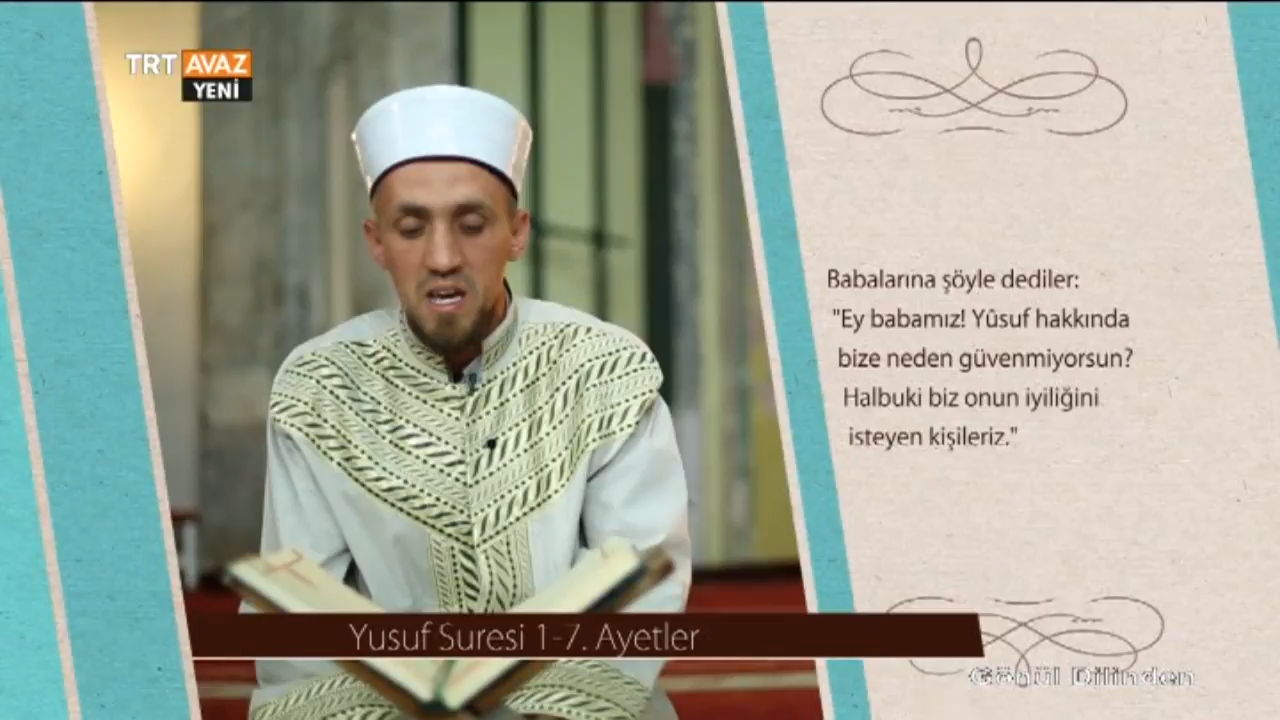 TRT AVAZ
YENİ
Babalarına şöyle dediler:
"Ey babamız! Yûsuf hakkında
bize neden güvenmiyorsun?
Halbuki biz onun iyiliğini
isteyen kişileriz."
Yusuf Suresi 1-7. Ayetler
Gönül Dilinden